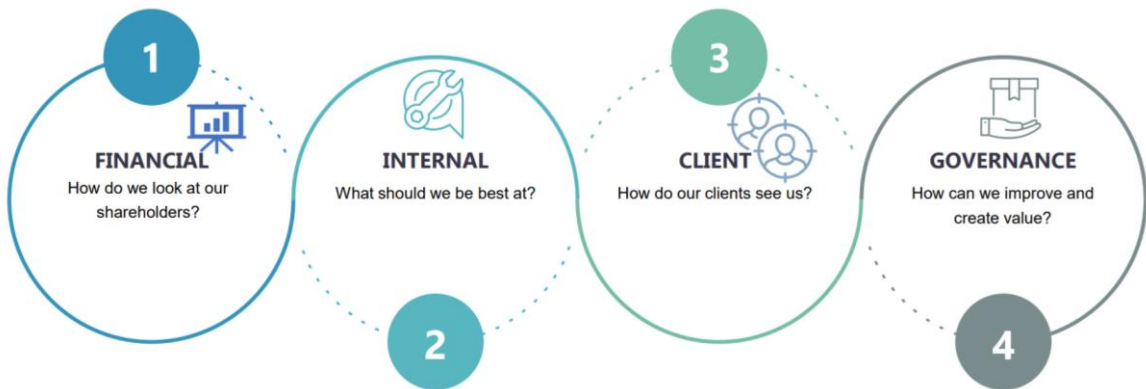 1
FINANCIAL
How do we look at our
shareholders?
INTERNAL
What should we be best at?
2
3
CLIENT
How do our clients see us?
GOVERNANCE
How can we improve and
create value?
4